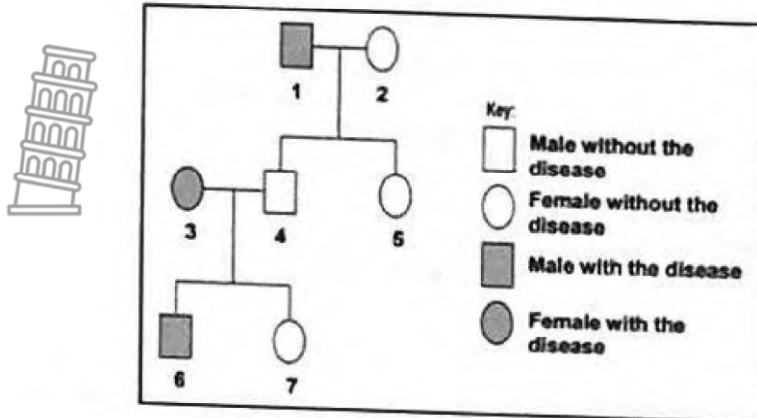 1
2
Key:
Male without the
disease
Female without the
disease
3
4
5
Male with the disease
Female with the
disease
6
7